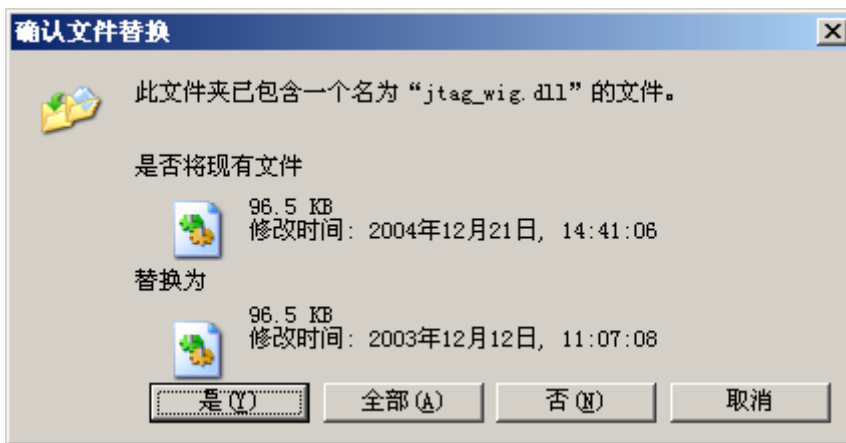 确认文件替换
此文件夹已包含一个名为“jtag_wig.dll”的文件。
是否将现有文件
96.5 KB
修改时间: 2004年12月21日, 14:41:06
替换为
96.5 KB
修改时间: 2003年12月12日, 11:07:08
是(Y) 全部(A) 否(N) 取消